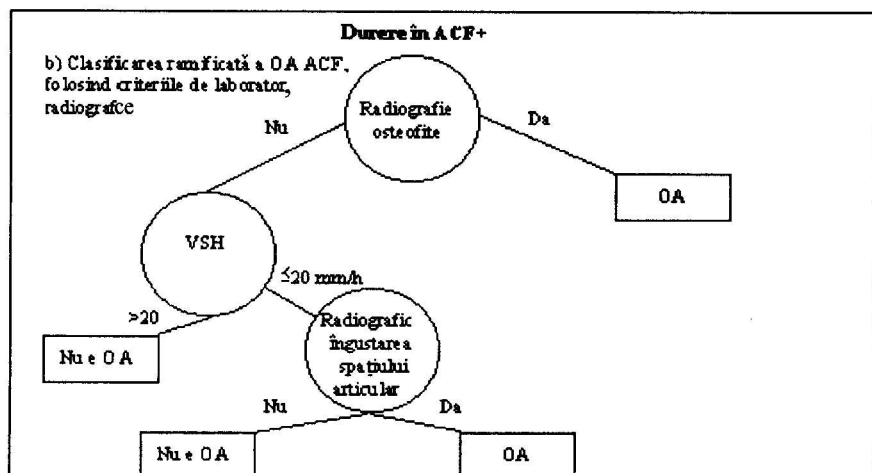 Durere în ACF+
b) Clasificarea ramificată a OA ACF,
folosind criteriile de laborator,
radiografce
Radiografie
osteofite
Nu
Da
OA
VSH
≤20 mm/h
>20
Nu e OA
Radiografic
îngustarea
spațiului
articular
Nu
Da
Nu e OA
OA